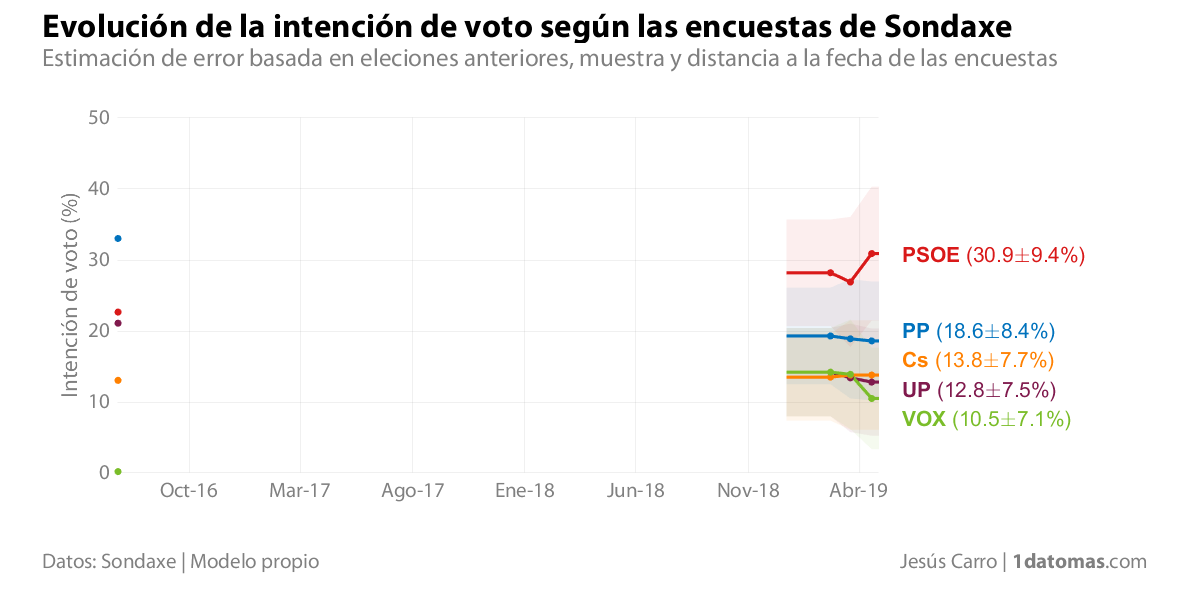 Evolución de la intención de voto según las encuestas de Sondaxe
Estimación de error basada en eleciones anteriores, muestra y distancia a la fecha de las encuestas
Intención de voto (%)
50
40
30
20
10
0
Oct-16 Mar-17 Ago-17 Ene-18 Jun-18 Nov-18 Abr-19
PSOE (30.9±9.4%)
PP (18.6±8.4%)
Cs (13.8±7.7%)
UP (12.8±7.5%)
VOX (10.5±7.1%)
Datos: Sondaxe | Modelo propio
Jesús Carro | 1datomas.com